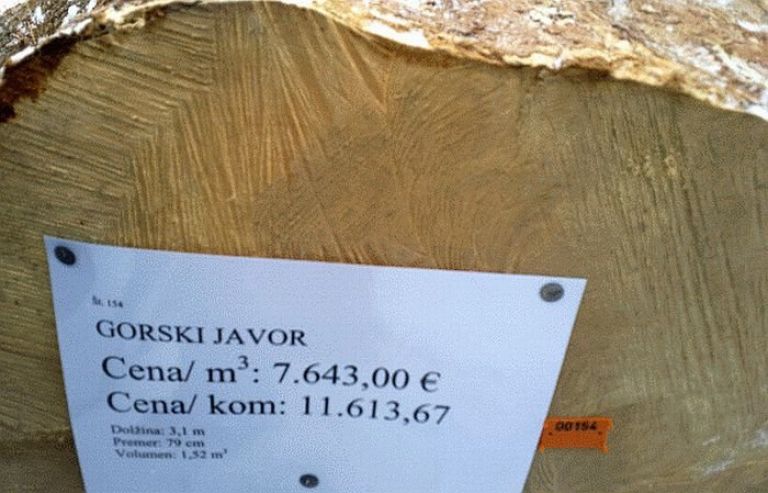 Št. 154
GORSKI JAVOR
Cena/ m³: 7.643,00 €
Cena/ kom: 11.613,67
Dolžina: 3,1 m
Premer: 79 cm
Volumen: 1,52 m³
00154